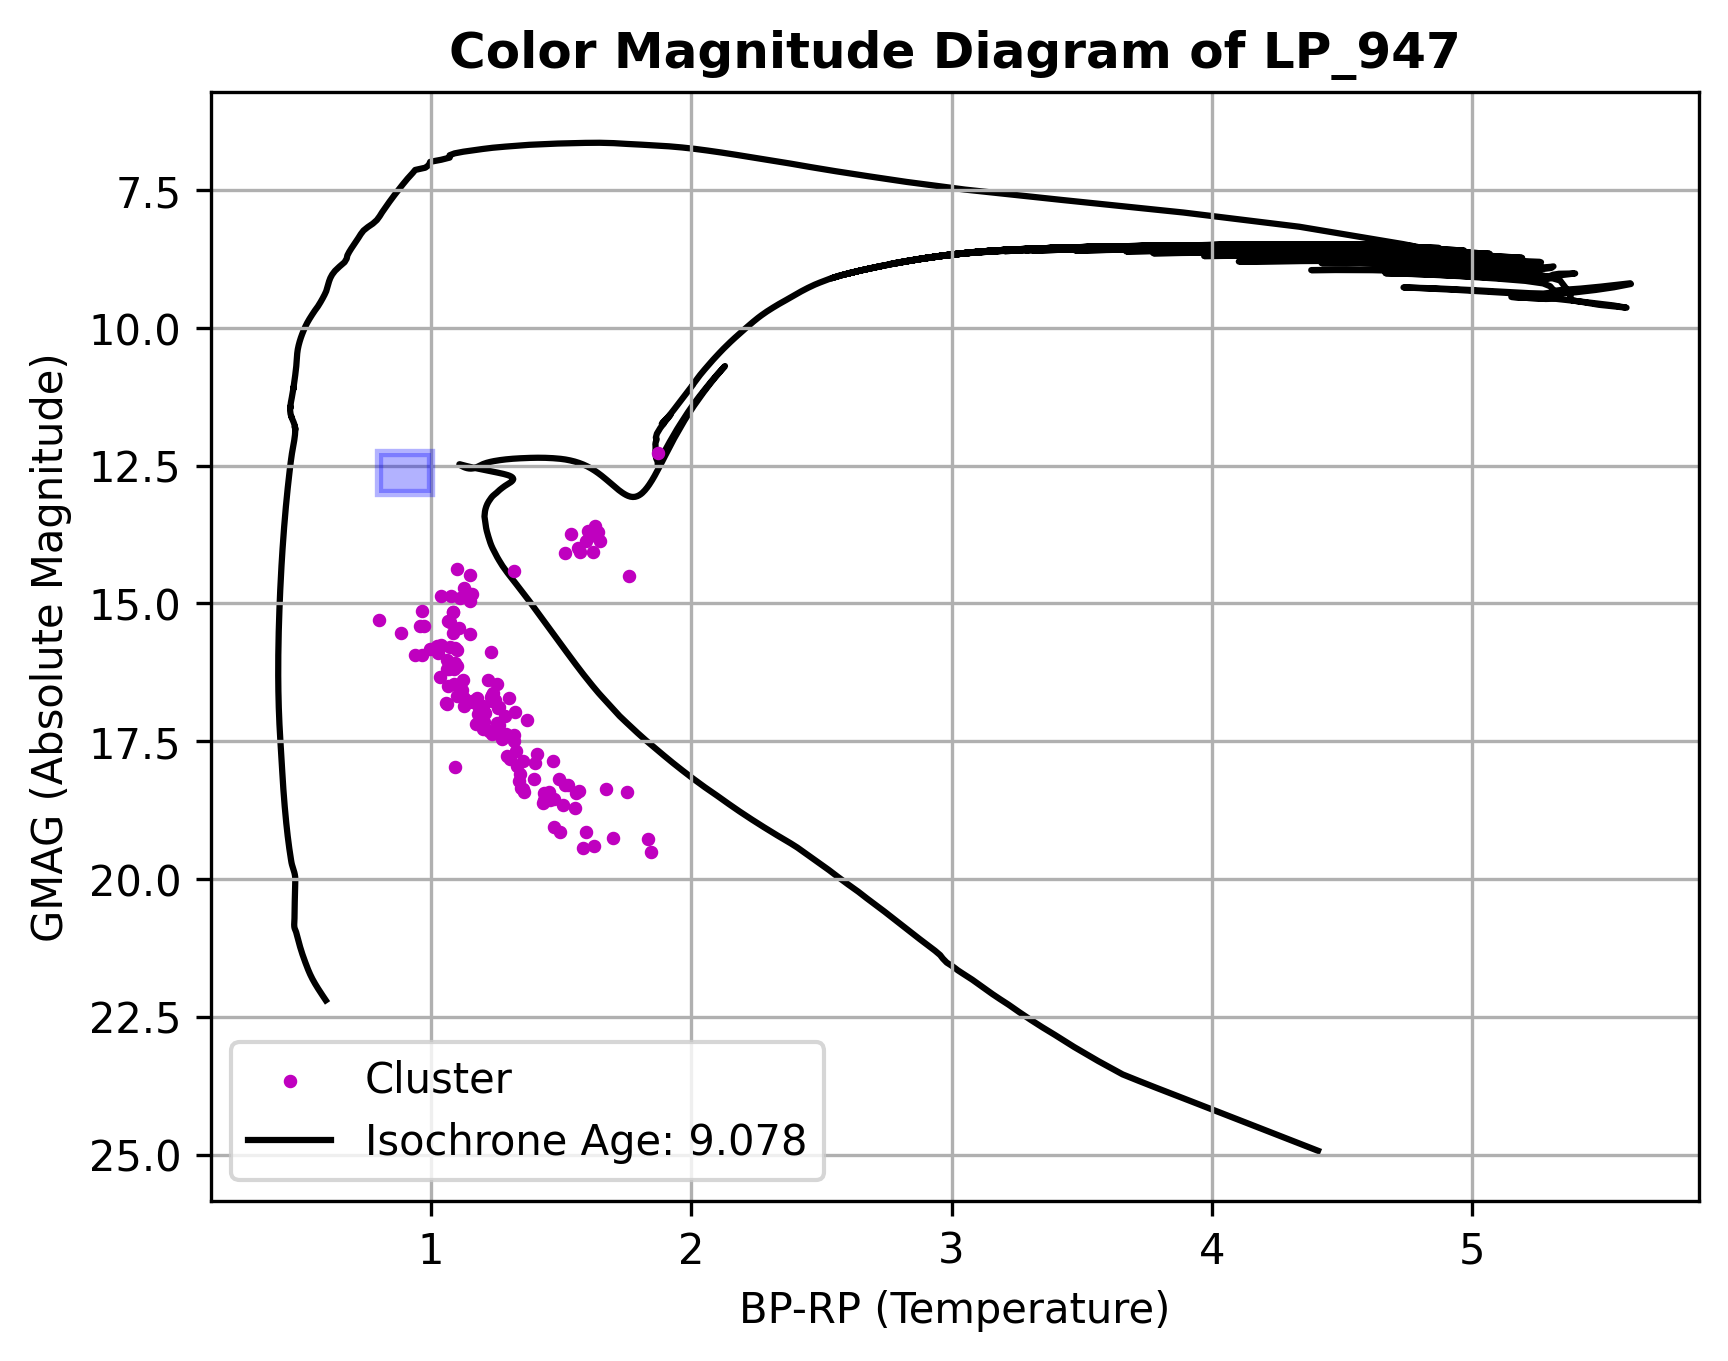 Color Magnitude Diagram of LP_947
GMAG (Absolute Magnitude)
7.5
10.0
12.5
15.0
17.5
20.0
22.5
25.0
Cluster
Isochrone Age: 9.078
1
2
3
4
5
BP-RP (Temperature)